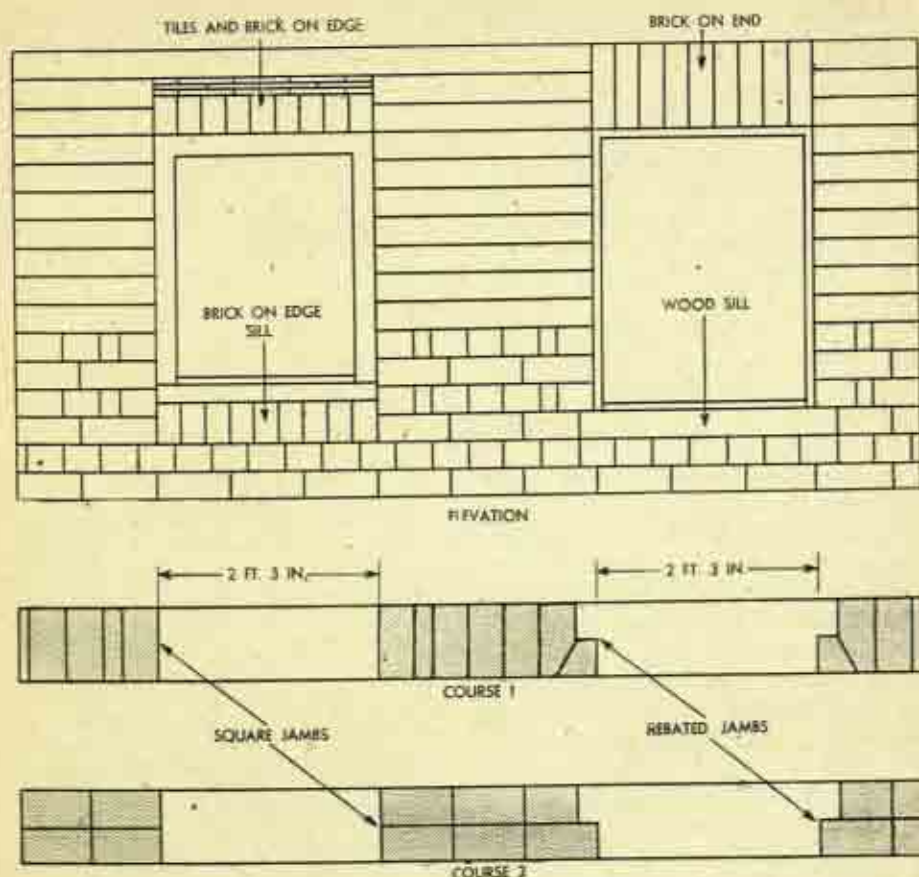 TILES AND BRICK ON EDGE
BRICK ON END
BRICK ON EDGE
SILL
WOOD SILL
ELEVATION
2 FT. 3 IN.
2 FT. 3 IN.
COURSE 1
SQUARE JAMBS
REBATED JAMBS
COURSE 2